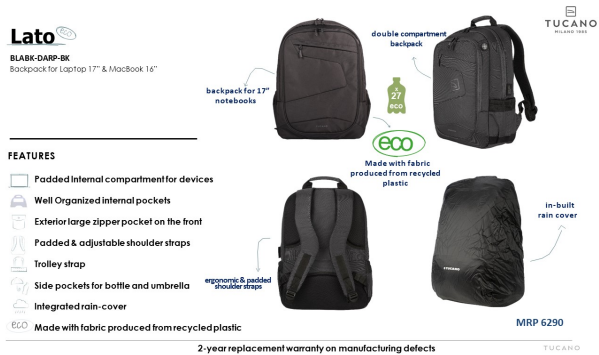 Lato eco
BLABK-DARP-BK
Backpack for Laptop 17" & MacBook 16"
TUCANO
MILANO 1985
double compartment
backpack
backpack for 17"
notebooks
x
27
eco
eco
Made with fabric
produced from recycled
plastic
FEATURES
Padded Internal compartment for devices
Well Organized internal pockets
Exterior large zipper pocket on the front
Padded & adjustable shoulder straps
Trolley strap
Side pockets for bottle and umbrella
Integrated rain-cover
eco Made with fabric produced from recycled plastic
ergonomic & padded
shoulder straps
in-built
rain cover
TUCANO
MRP 6290
2-year replacement warranty on manufacturing defects
TUCANO